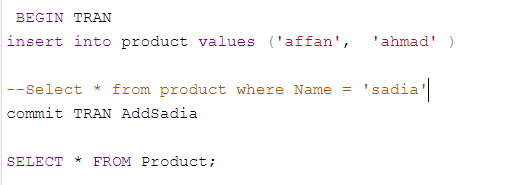 BEGIN TRAN
insert into product values ('affan',  'ahmad' )
--Select * from product where Name = 'sadia'
commit TRAN AddSadia
SELECT * FROM Product;